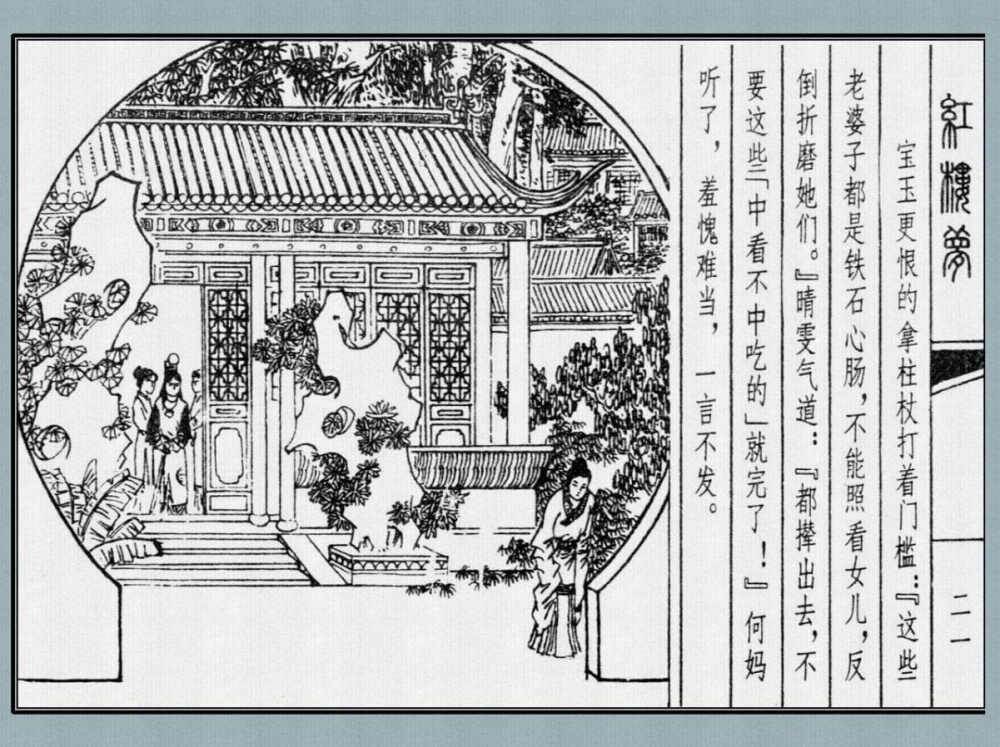 紅樓夢
二一
宝玉更恨的拿柱杖打着门槛：『这些
老婆子都是铁石心肠，不能照看女儿，反
倒折磨她们。』晴雯气道：『都撵出去，不
要这些「中看不中吃的」就完了！』何妈
听了，羞愧难当，一言不发。